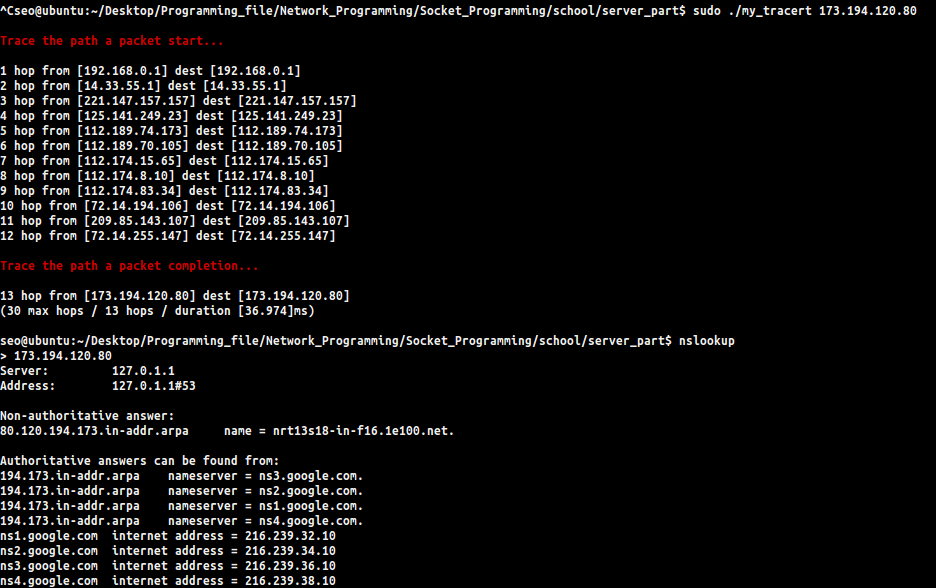 ^Cseo@ubuntu:~/Desktop/Programming_file/Network_Programming/Socket_Programming/school/server_part$ sudo ./my_tracert 173.194.120.80
Trace the path a packet start...
1 hop from [192.168.0.1] dest [192.168.0.1]
2 hop from [14.33.55.1] dest [14.33.55.1]
3 hop from [221.147.157.157] dest [221.147.157.157]
4 hop from [125.141.249.23] dest [125.141.249.23]
5 hop from [112.189.74.173] dest [112.189.74.173]
6 hop from [112.189.70.105] dest [112.189.70.105]
7 hop from [112.174.15.65] dest [112.174.15.65]
8 hop from [112.174.8.10] dest [112.174.8.10]
9 hop from [112.174.83.34] dest [112.174.83.34]
10 hop from [72.14.194.106] dest [72.14.194.106]
11 hop from [209.85.143.107] dest [209.85.143.107]
12 hop from [72.14.255.147] dest [72.14.255.147]
Trace the path a packet completion...
13 hop from [173.194.120.80] dest [173.194.120.80]
(30 max hops / 13 hops / duration [36.974]ms)
seo@ubuntu:~/Desktop/Programming_file/Network_Programming/Socket_Programming/school/server_part$ nslookup
> 173.194.120.80
Server:         127.0.1.1
Address:        127.0.1.1#53
Non-authoritative answer:
80.120.194.173.in-addr.arpa     name = nrt13s18-in-f16.1e100.net.
Authoritative answers can be found from:
194.173.in-addr.arpa    nameserver = ns3.google.com.
194.173.in-addr.arpa    nameserver = ns2.google.com.
194.173.in-addr.arpa    nameserver = ns1.google.com.
194.173.in-addr.arpa    nameserver = ns4.google.com.
ns1.google.com  internet address = 216.239.32.10
ns2.google.com  internet address = 216.239.34.10
ns3.google.com  internet address = 216.239.36.10
ns4.google.com  internet address = 216.239.38.10